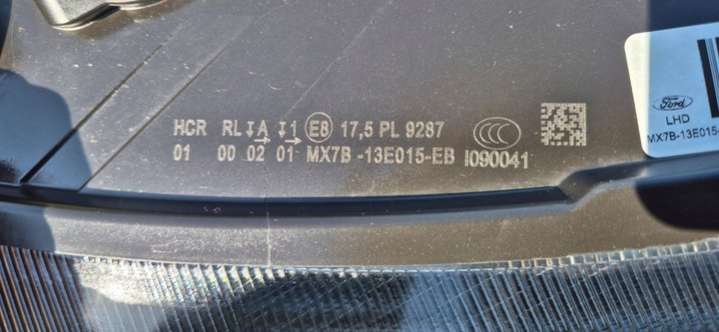 HCR RL A 1 E8 17,5 PL 9287
01 00 02 01 MX7B -13E015-EB I090041
CCC
Ford
LHD
MX7B-13E015-